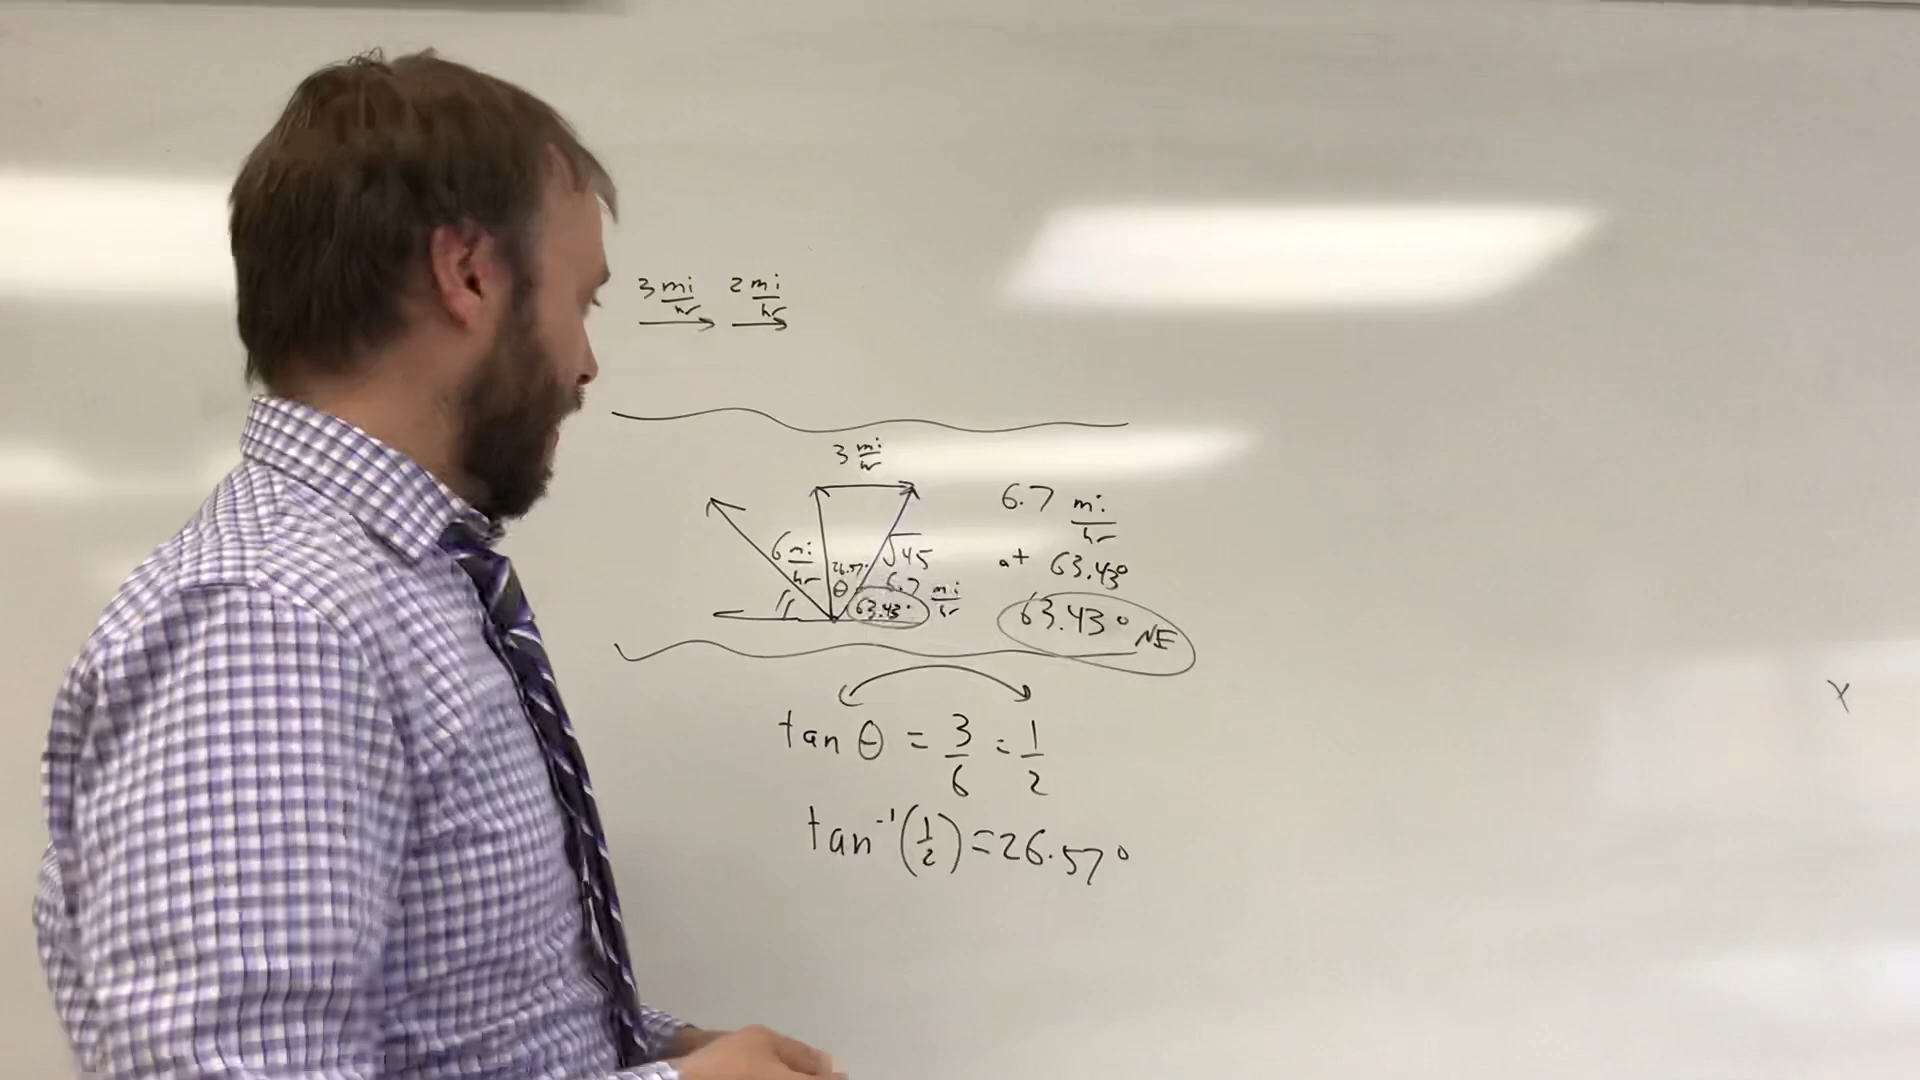 3 mi/hr 2 mi/hr
3 mi/hr
6 mi/hr 26.57° √45
θ 6.7 mi/hr
63.43°
6.7 mi/hr
at 63.43°
63.43° NE
tan θ = 3/6 = 1/2
tan⁻¹(1/2) = 26.57°